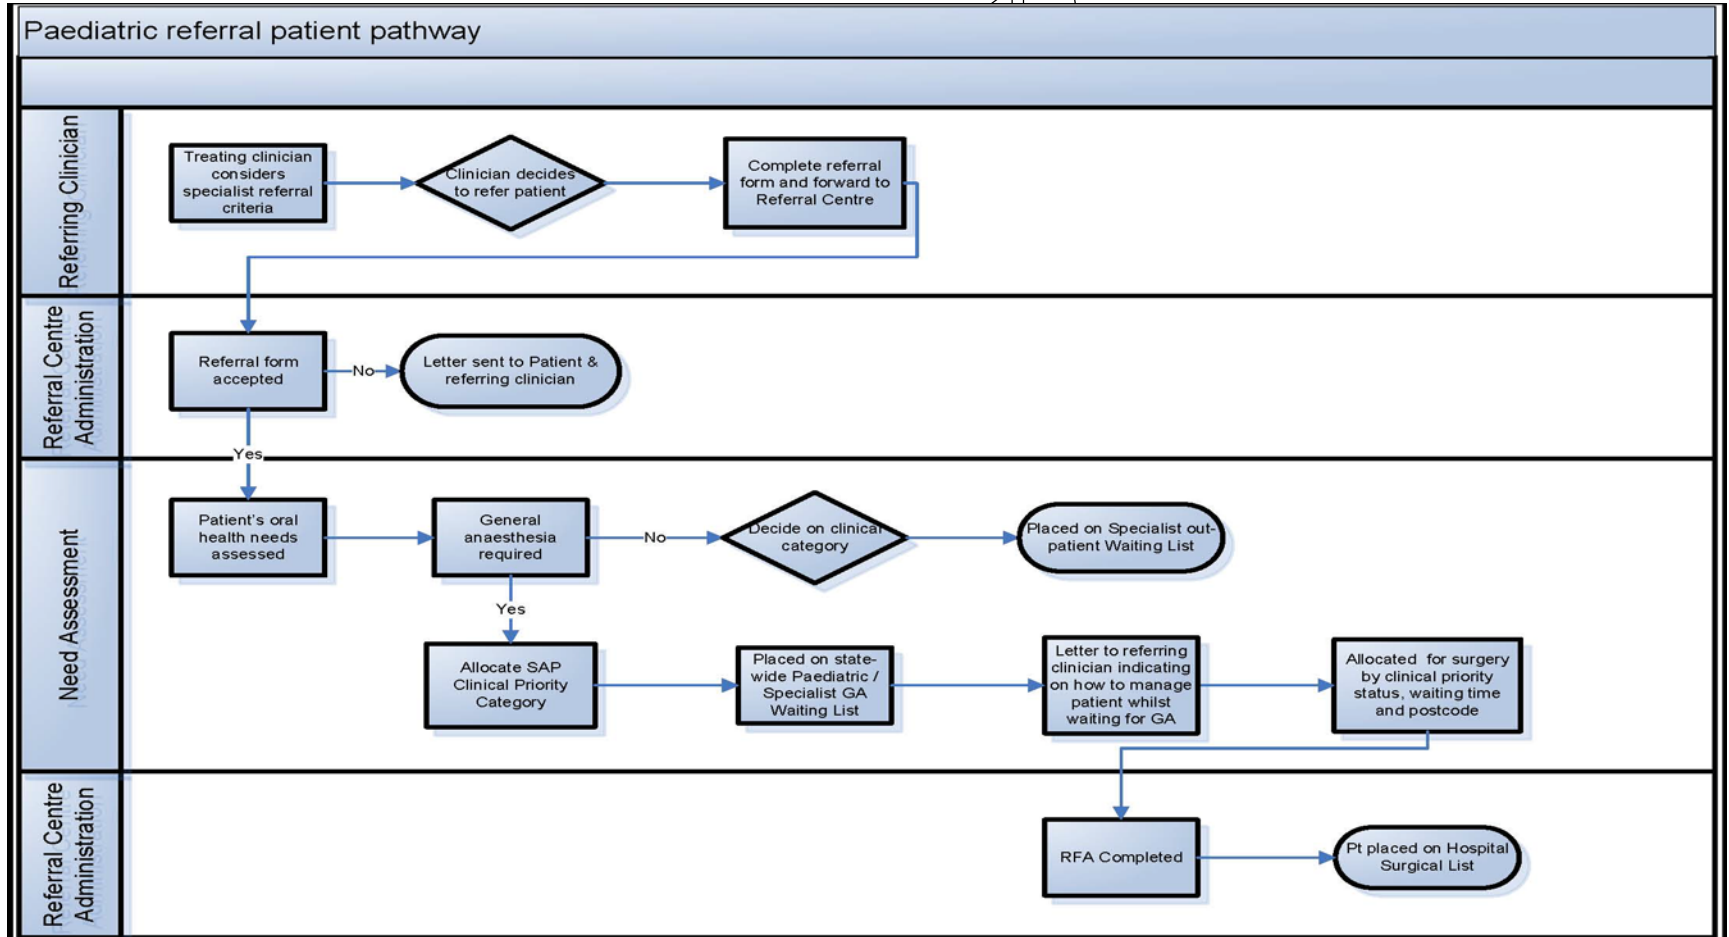 Paediatric referral patient pathway
Referring Clinician
Treating clinician
considers
specialist referral
criteria
Clinician decides
to refer patient
Complete referral
form and forward to
Referral Centre
Referral Centre
Administration
Referral form
accepted
No
Letter sent to Patient &
referring clinician
Yes
Need Assessment
Patient's oral
health needs
assessed
General
anaesthesia
required
No
Decide on clinical
category
Placed on Specialist out-
patient Waiting List
Yes
Allocate SAP
Clinical Priority
Category
Placed on state-
wide Paediatric /
Specialist GA
Waiting List
Letter to referring
clinician indicating
on how to manage
patient whilst
waiting for GA
Allocated for surgery
by clinical priority
status, waiting time
and postcode
Referral Centre
Administration
RFA Completed
Pt placed on Hospital
Surgical List